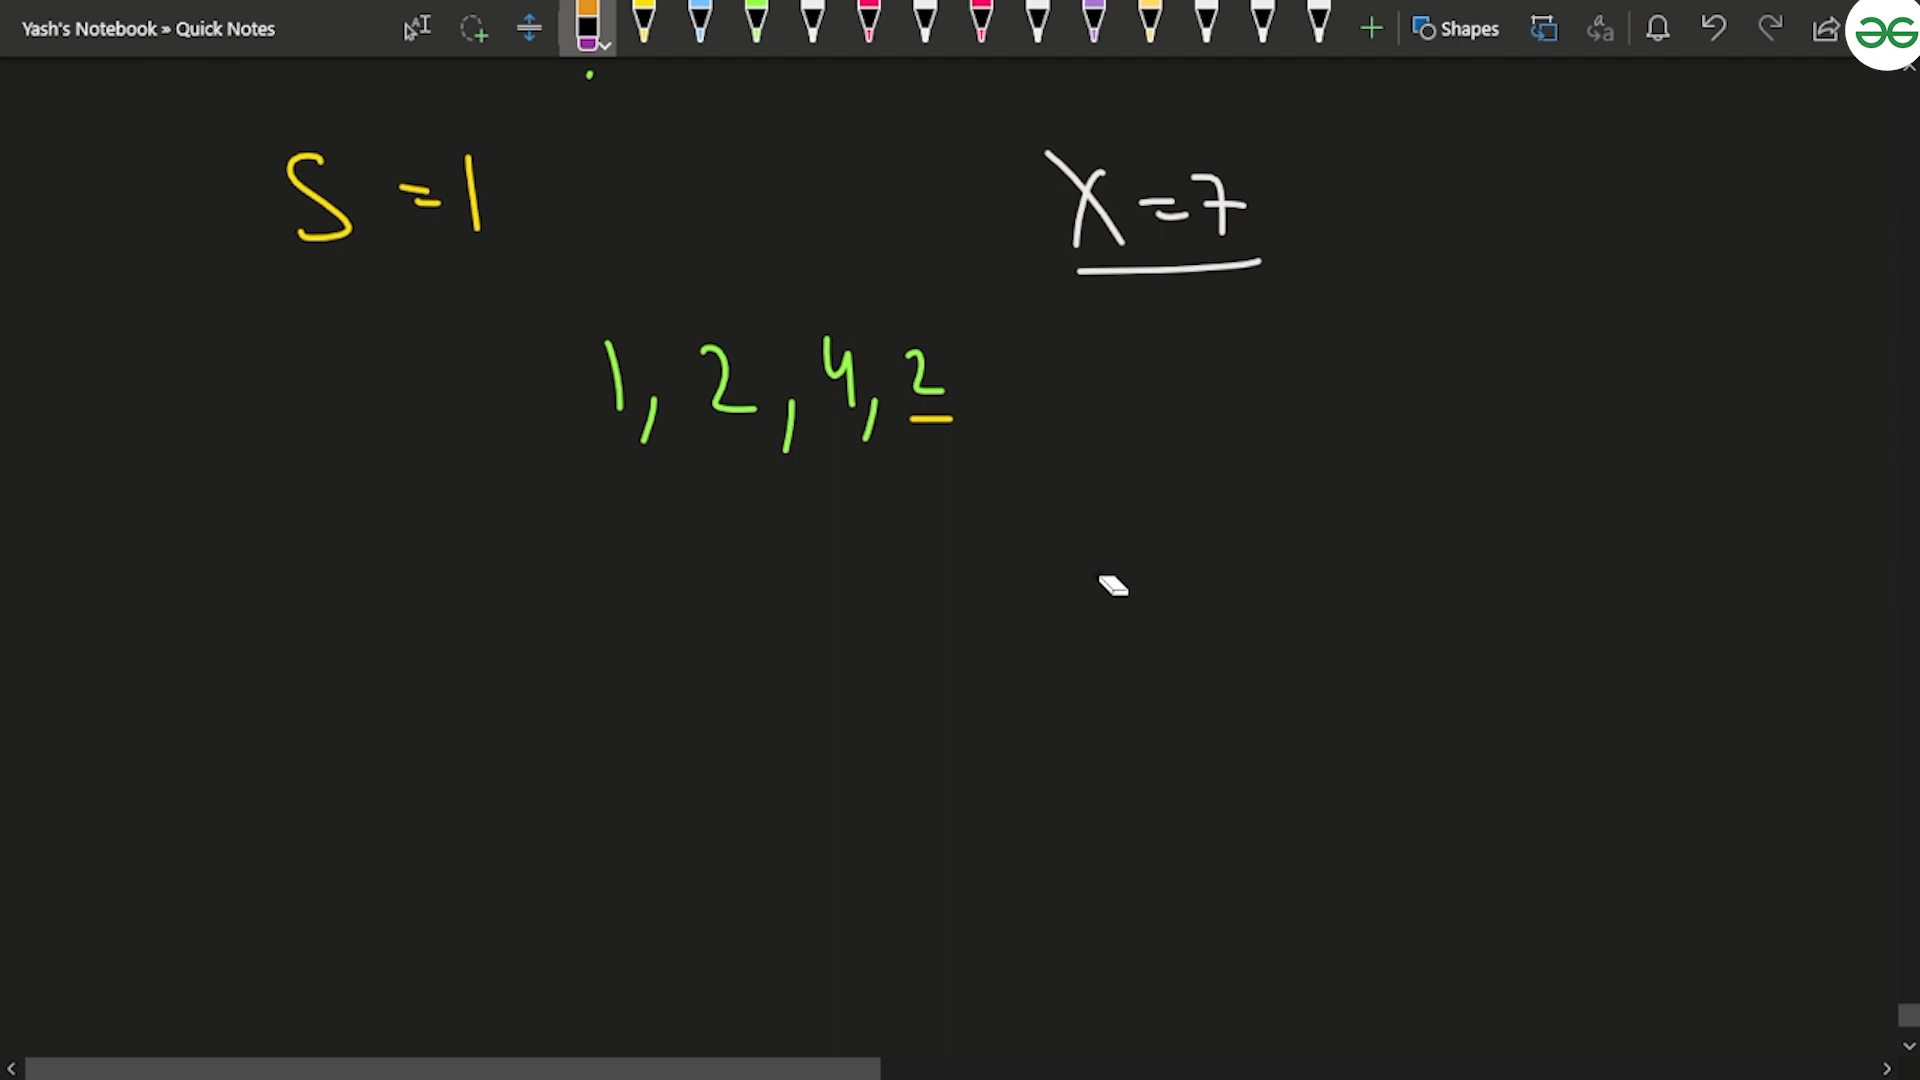 Yash's Notebook » Quick Notes
Shapes
S = 1
X = 7
1, 2, 4, 2